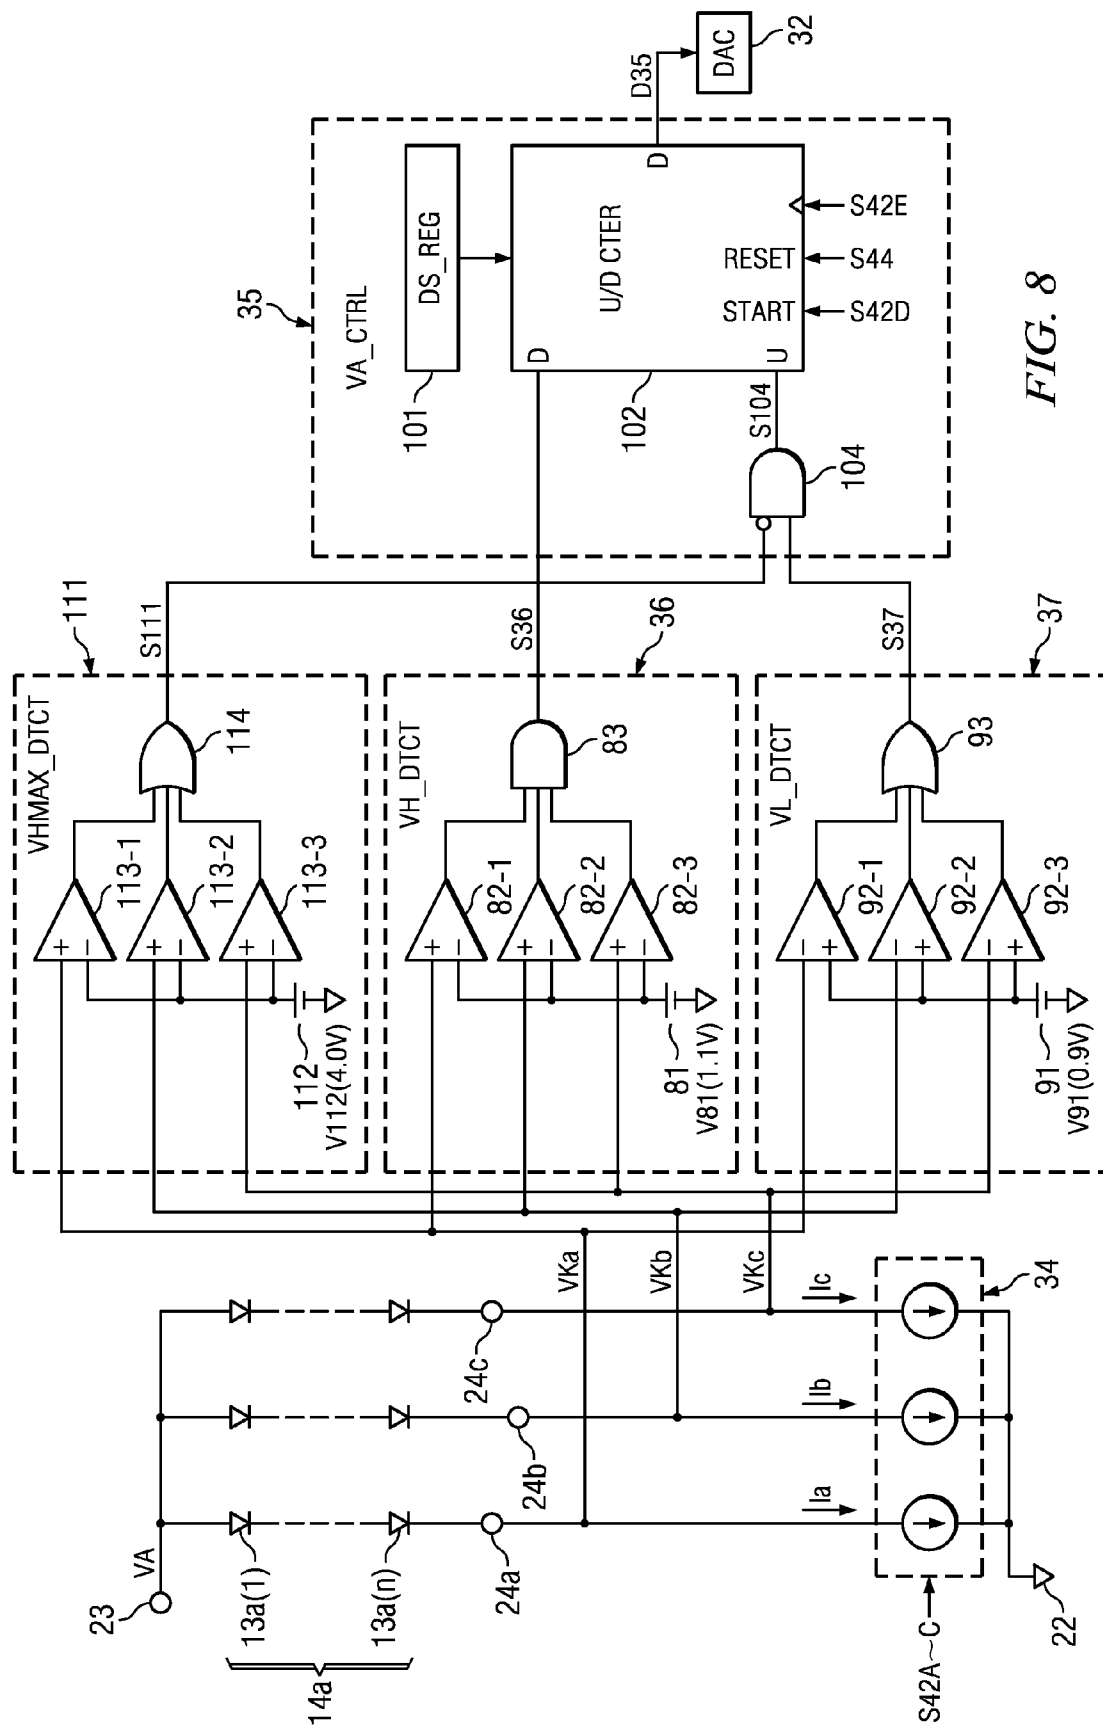 23
VA
13a(1)
14a
13a(n)
24a
24b
24c
VKa
VKb
VKc
Ia
Ib
Ic
S42A~C
34
22
VHMAX_DTCT
111
113-1
113-2
113-3
114
112
V112(4.0V)
S111
VH_DTCT
36
82-1
82-2
82-3
83
81
V81(1.1V)
S36
VL_DTCT
37
92-1
92-2
92-3
93
91
V91(0.9V)
S37
+
−
+
−
+
−
+
−
+
−
+
−
−
+
−
+
−
+
35
VA_CTRL
101
DS_REG
102
U/D CTER
D
U
D
START
RESET
S42D
S44
S42E
S104
104
D35
DAC
32
FIG. 8